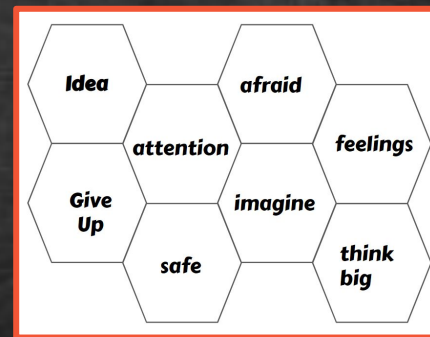 Idea
afraid
attention
feelings
Give
Up
imagine
safe
think
big